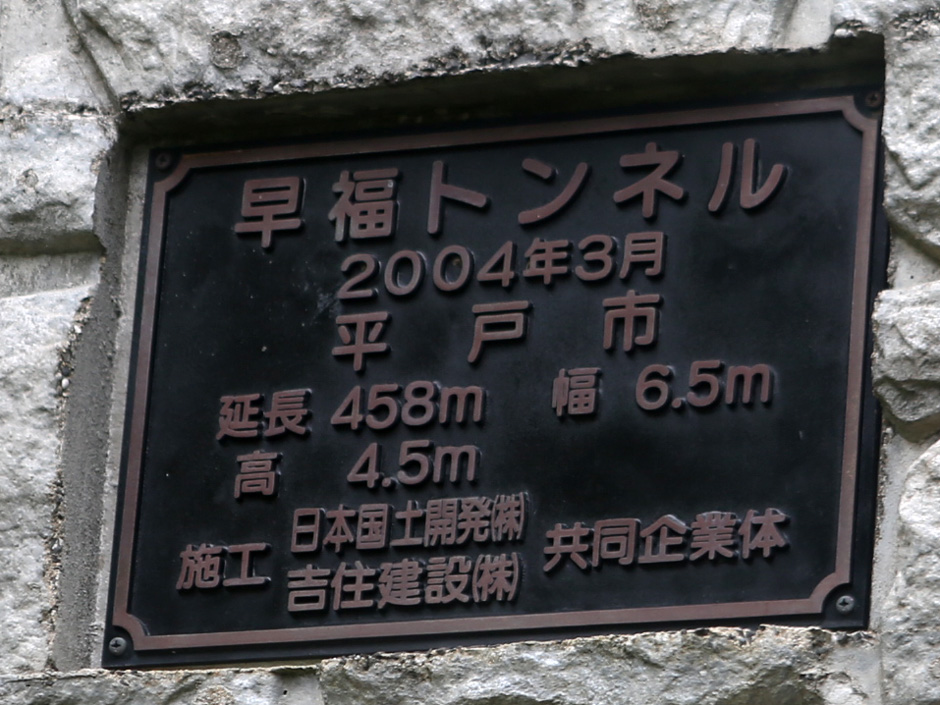 早福トンネル
2004年3月
平戸市
延長 458m 幅 6.5m
高 4.5m
施工 日本国土開発㈱ 共同企業体
吉住建設㈱